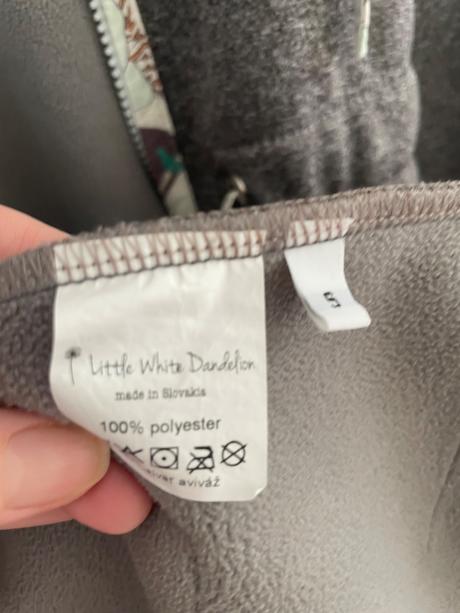 Little White Dandelion
made in Slovakia
100% polyester
aviváž
S